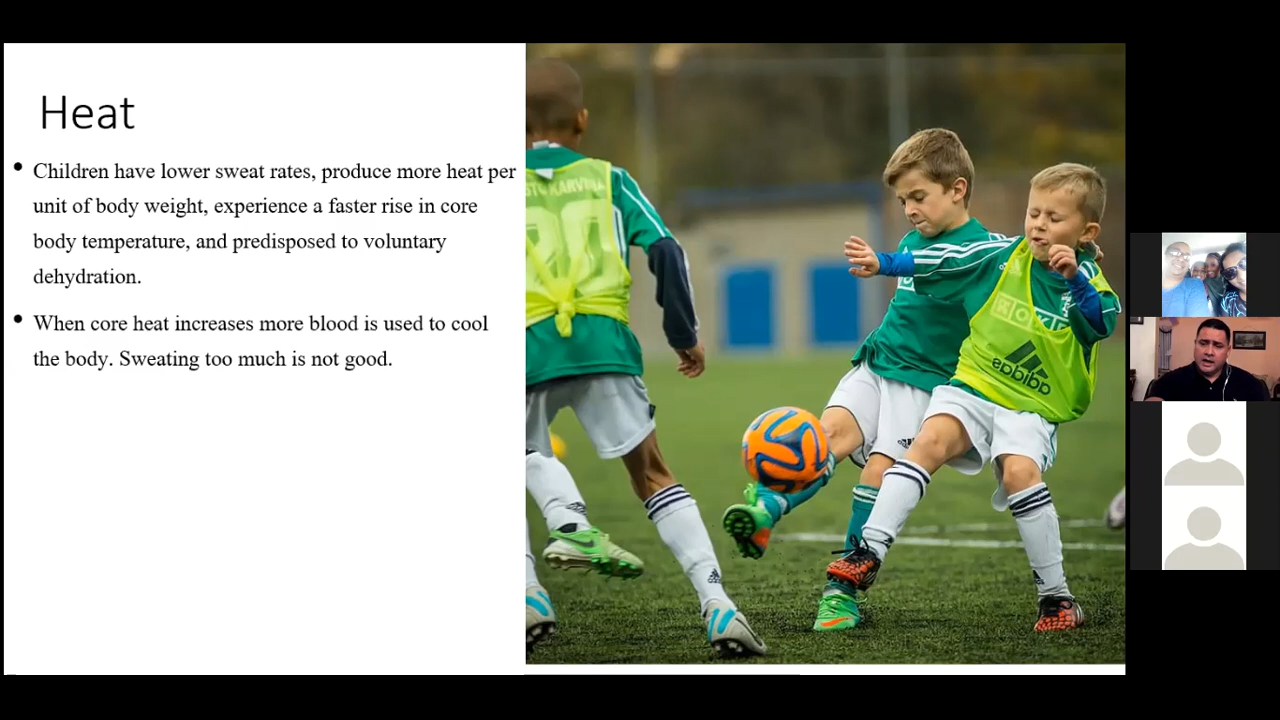 Heat
• Children have lower sweat rates, produce more heat per
unit of body weight, experience a faster rise in core
body temperature, and predisposed to voluntary
dehydration.
• When core heat increases more blood is used to cool
the body. Sweating too much is not good.
adidas